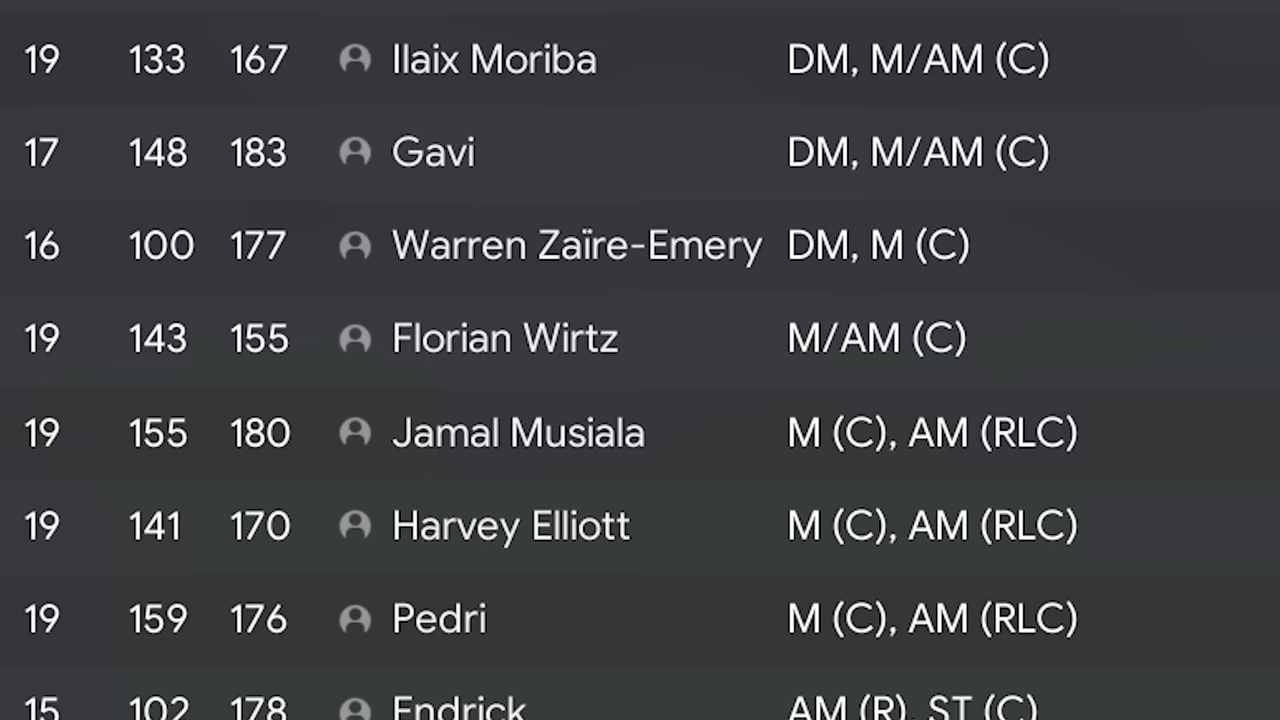 19 133 167 Ilaix Moriba DM, M/AM (C)
17 148 183 Gavi DM, M/AM (C)
16 100 177 Warren Zaïre-Emery DM, M (C)
19 143 155 Florian Wirtz M/AM (C)
19 155 180 Jamal Musiala M (C), AM (RLC)
19 141 170 Harvey Elliott M (C), AM (RLC)
19 159 176 Pedri M (C), AM (RLC)
15 102 178 Endrick AM (R), ST (C)